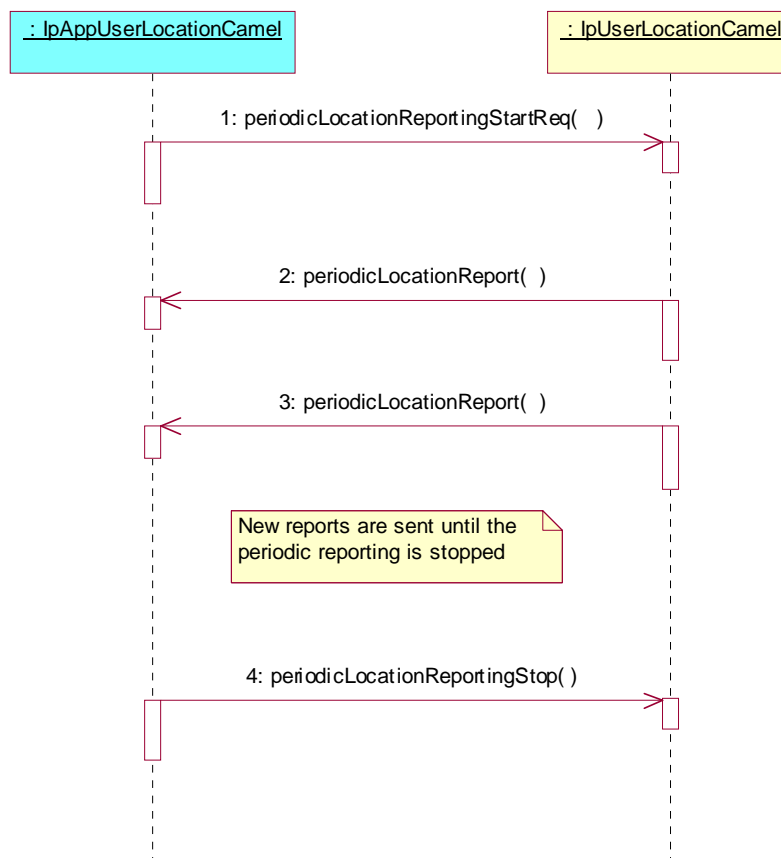 : IpAppUserLocationCamel
: IpUserLocationCamel
1: periodicLocationReportingStartReq(  )
2: periodicLocationReport(  )
3: periodicLocationReport(  )
New reports are sent until the
periodic reporting is stopped
4: periodicLocationReportingStop( )